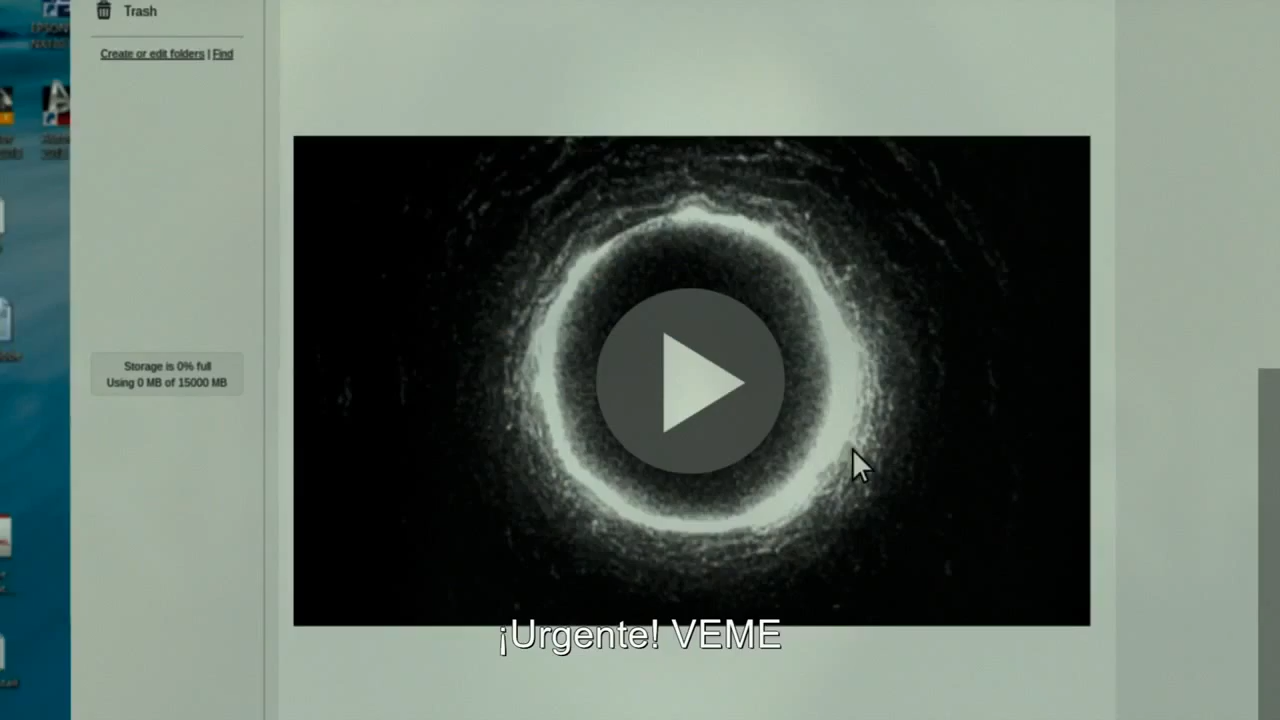 Trash
Create or edit folders | Find
Storage is 0% full
Using 0 MB of 15000 MB
¡Urgente! VEME